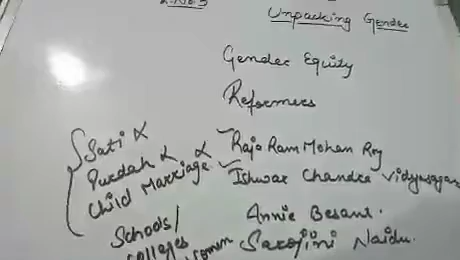 Unpacking Gender
Gender Equity
Reformers
Sati x
Purdah x
Child Marriage x
Raja Ram Mohan Roy
Ishwar Chandra Vidyasagar
Annie Besant.
Sarojini Naidu.
Schools/
Colleges
women